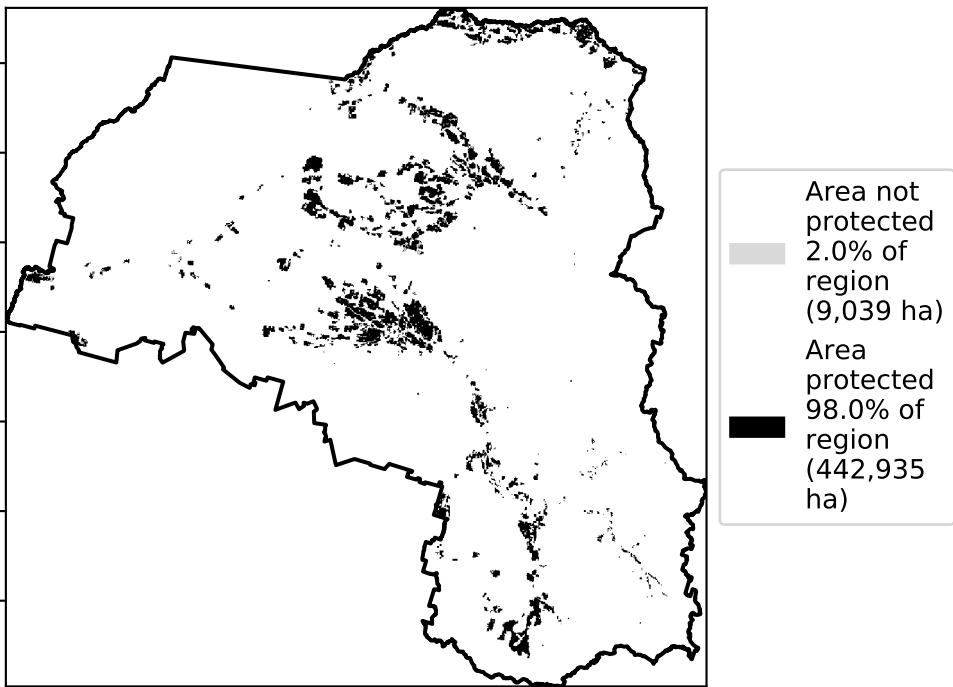 Area not
protected
2.0% of
region
(9,039 ha)
Area
protected
98.0% of
region
(442,935
ha)